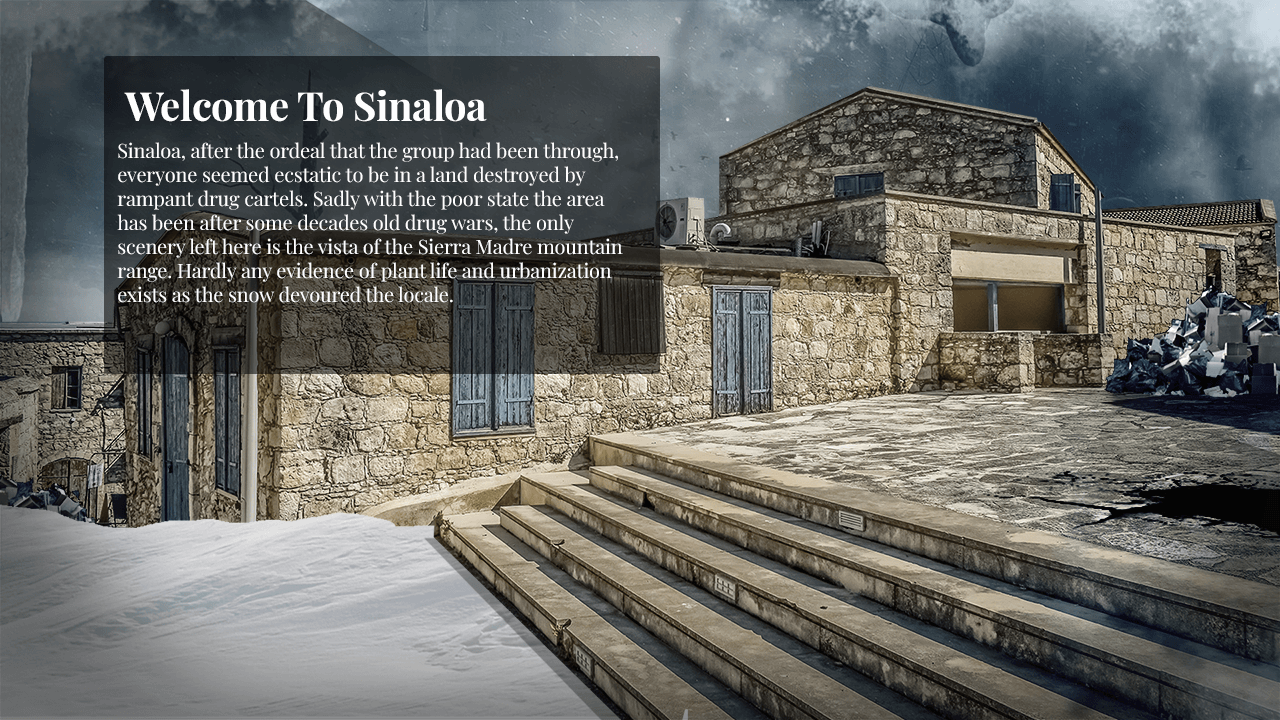 Welcome To Sinaloa
Sinaloa, after the ordeal that the group had been through,
everyone seemed ecstatic to be in a land destroyed by
rampant drug cartels. Sadly with the poor state the area
has been after some decades old drug wars, the only
scenery left here is the vista of the Sierra Madre mountain
range. Hardly any evidence of plant life and urbanization
exists as the snow devoured the locale.